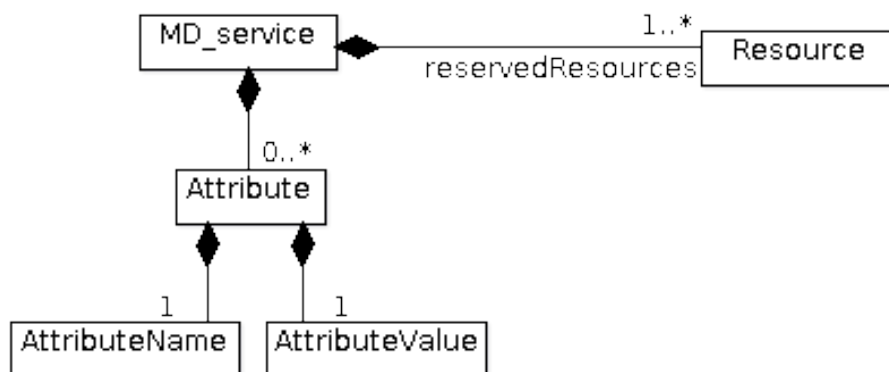 MD_service
1..*
Resource
reservedResources
0..*
Attribute
1
1
AttributeName
AttributeValue